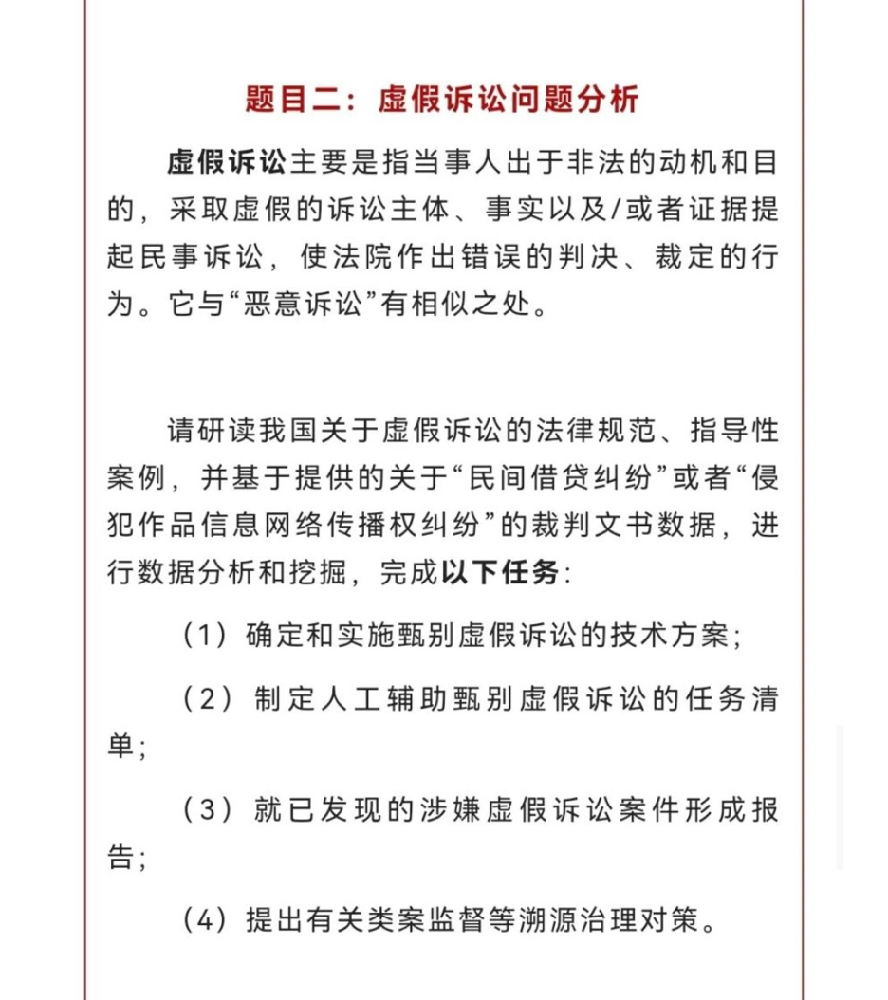 题目二：虚假诉讼问题分析
虚假诉讼主要是指当事人出于非法的动机和目
的，采取虚假的诉讼主体、事实以及/或者证据提
起民事诉讼，使法院作出错误的判决、裁定的行
为。它与“恶意诉讼”有相似之处。
请研读我国关于虚假诉讼的法律规范、指导性
案例，并基于提供的关于“民间借贷纠纷”或者“侵
犯作品信息网络传播权纠纷”的裁判文书数据，进
行数据分析和挖掘，完成以下任务：
（1）确定和实施甄别虚假诉讼的技术方案；
（2）制定人工辅助甄别虚假诉讼的任务清
单；
（3）就已发现的涉嫌虚假诉讼案件形成报
告；
（4）提出有关类案监督等溯源治理对策。